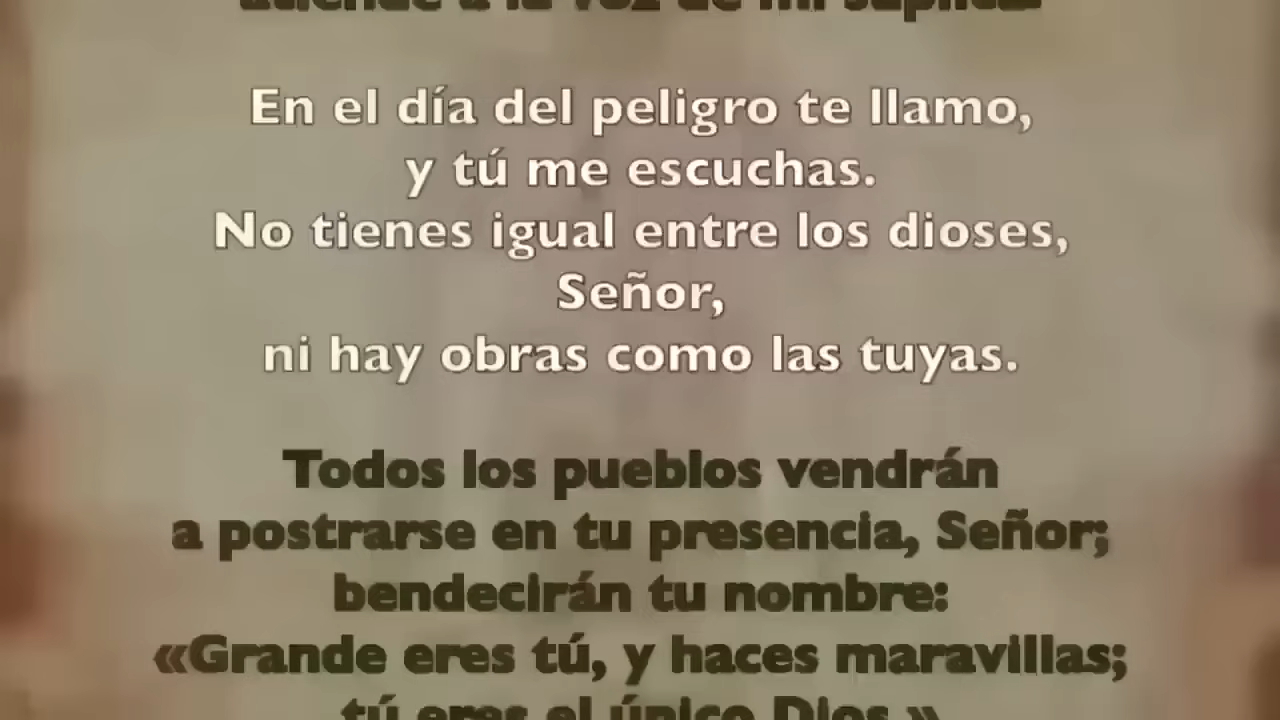 atiende a la voz de mi súplica.
En el día del peligro te llamo,
y tú me escuchas.
No tienes igual entre los dioses,
Señor,
ni hay obras como las tuyas.
Todos los pueblos vendrán
a postrarse en tu presencia, Señor;
bendecirán tu nombre:
«Grande eres tú, y haces maravillas;
tú eres el único Dios.»